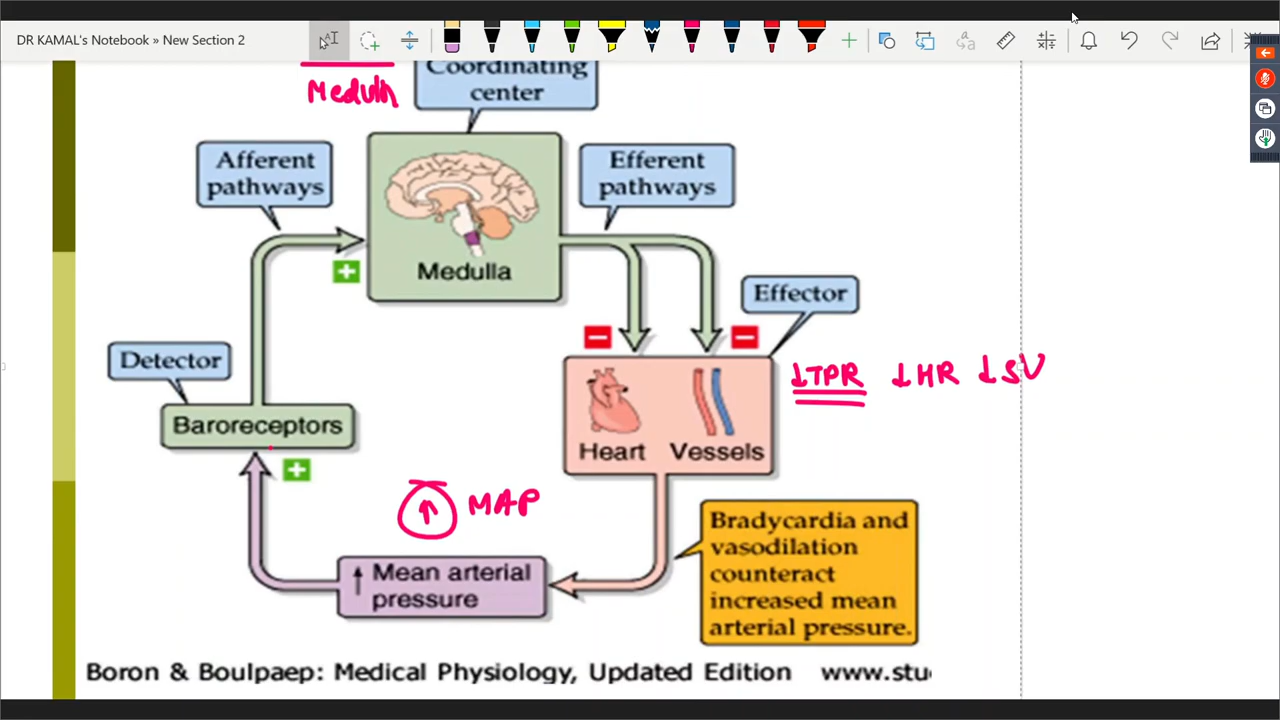 DR KAMAL's Notebook » New Section 2
Coordinating
center
Afferent
pathways
Efferent
pathways
Medulla
Effector
Detector
Baroreceptors
↓TPR ↓HR ↓SV
Heart Vessels
↑ MAP
↑ Mean arterial
pressure
Bradycardia and
vasodilation
counteract
increased mean
arterial pressure.
Boron & Boulpaep: Medical Physiology, Updated Edition www.stu